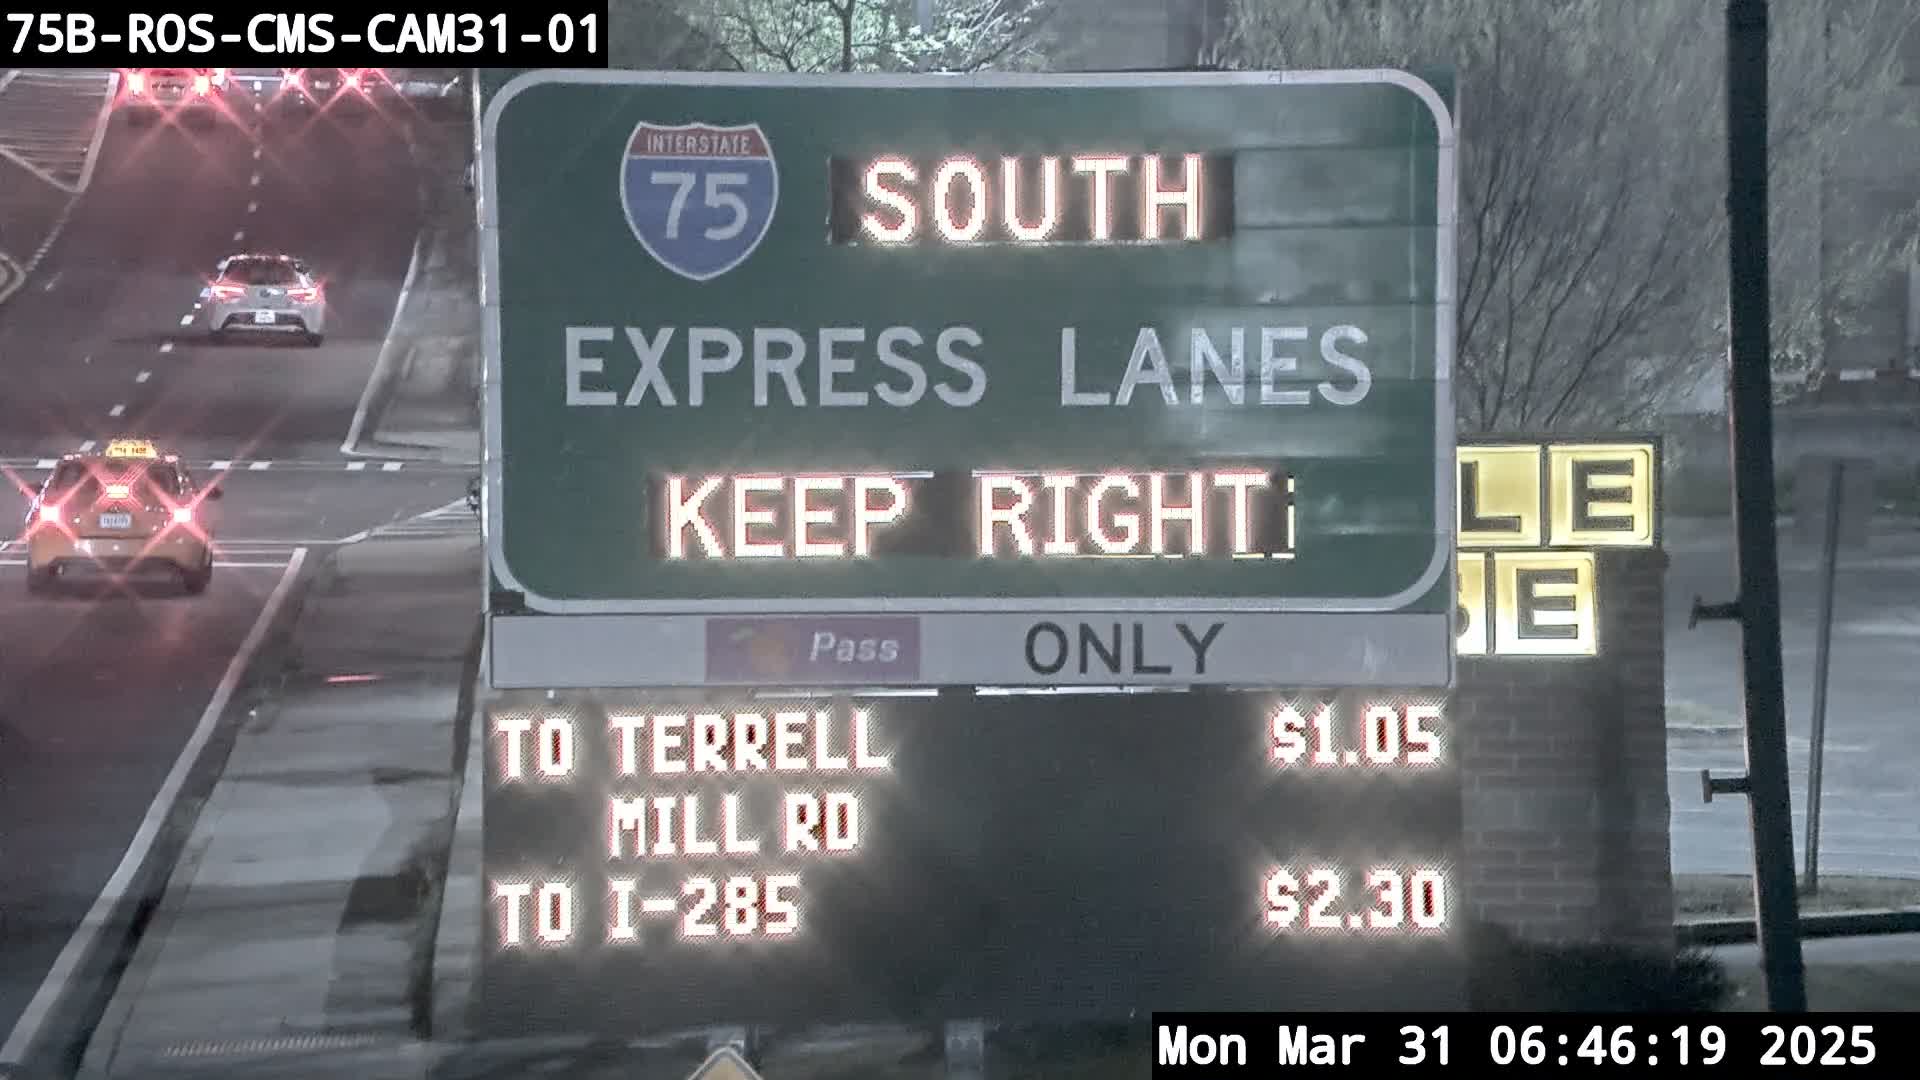 75B-ROS-CMS-CAM31-01
INTERSTATE
75
SOUTH
EXPRESS LANES
KEEP RIGHT
Pass ONLY
TO TERRELL $1.05
MILL RD
TO I-285 $2.30
LE
E
Mon Mar 31 06:46:19 2025